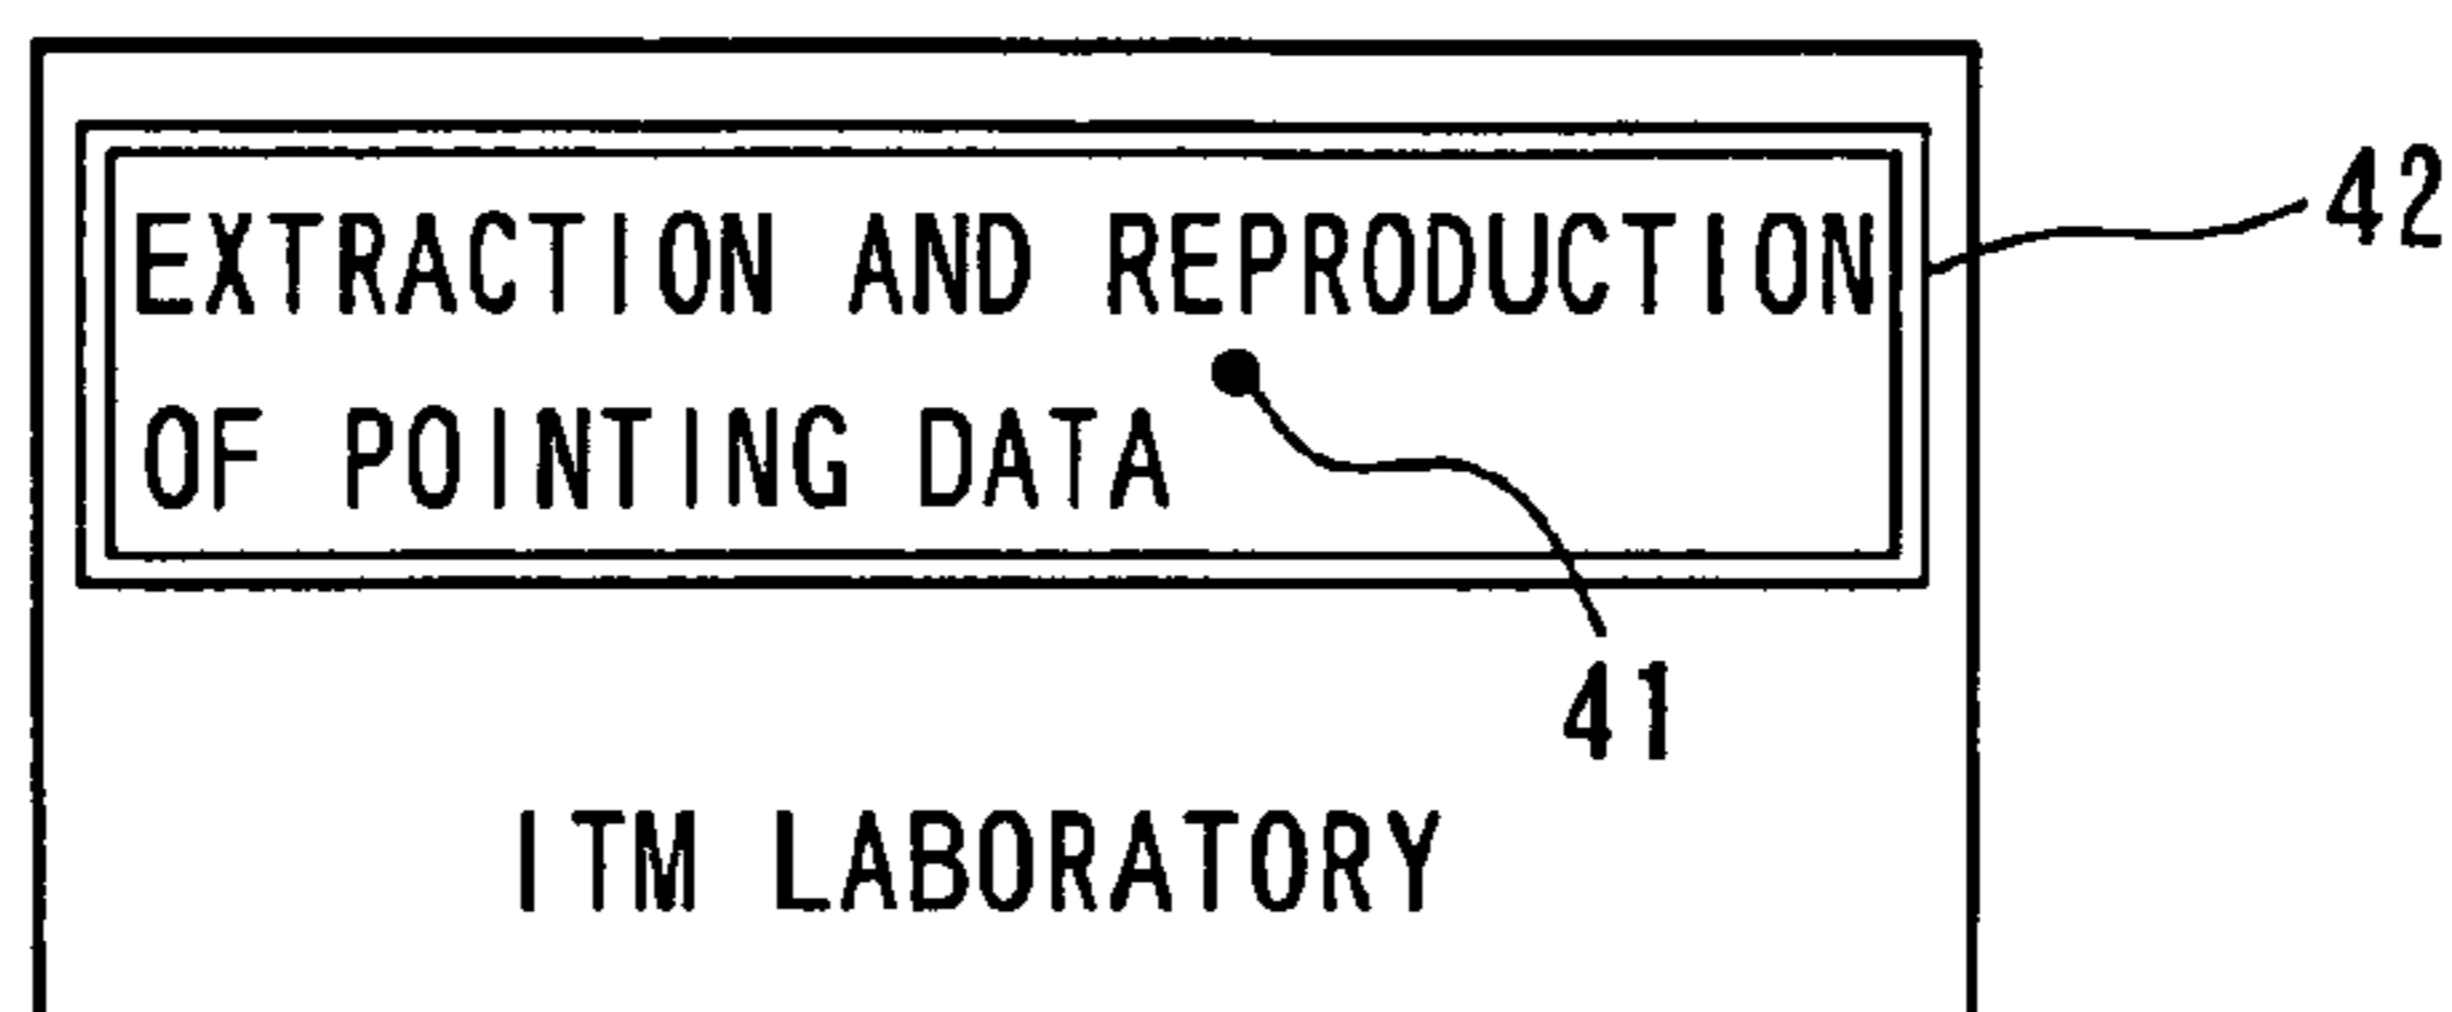 EXTRACTION AND REPRODUCTION
OF POINTING DATA
42
41
ITM LABORATORY